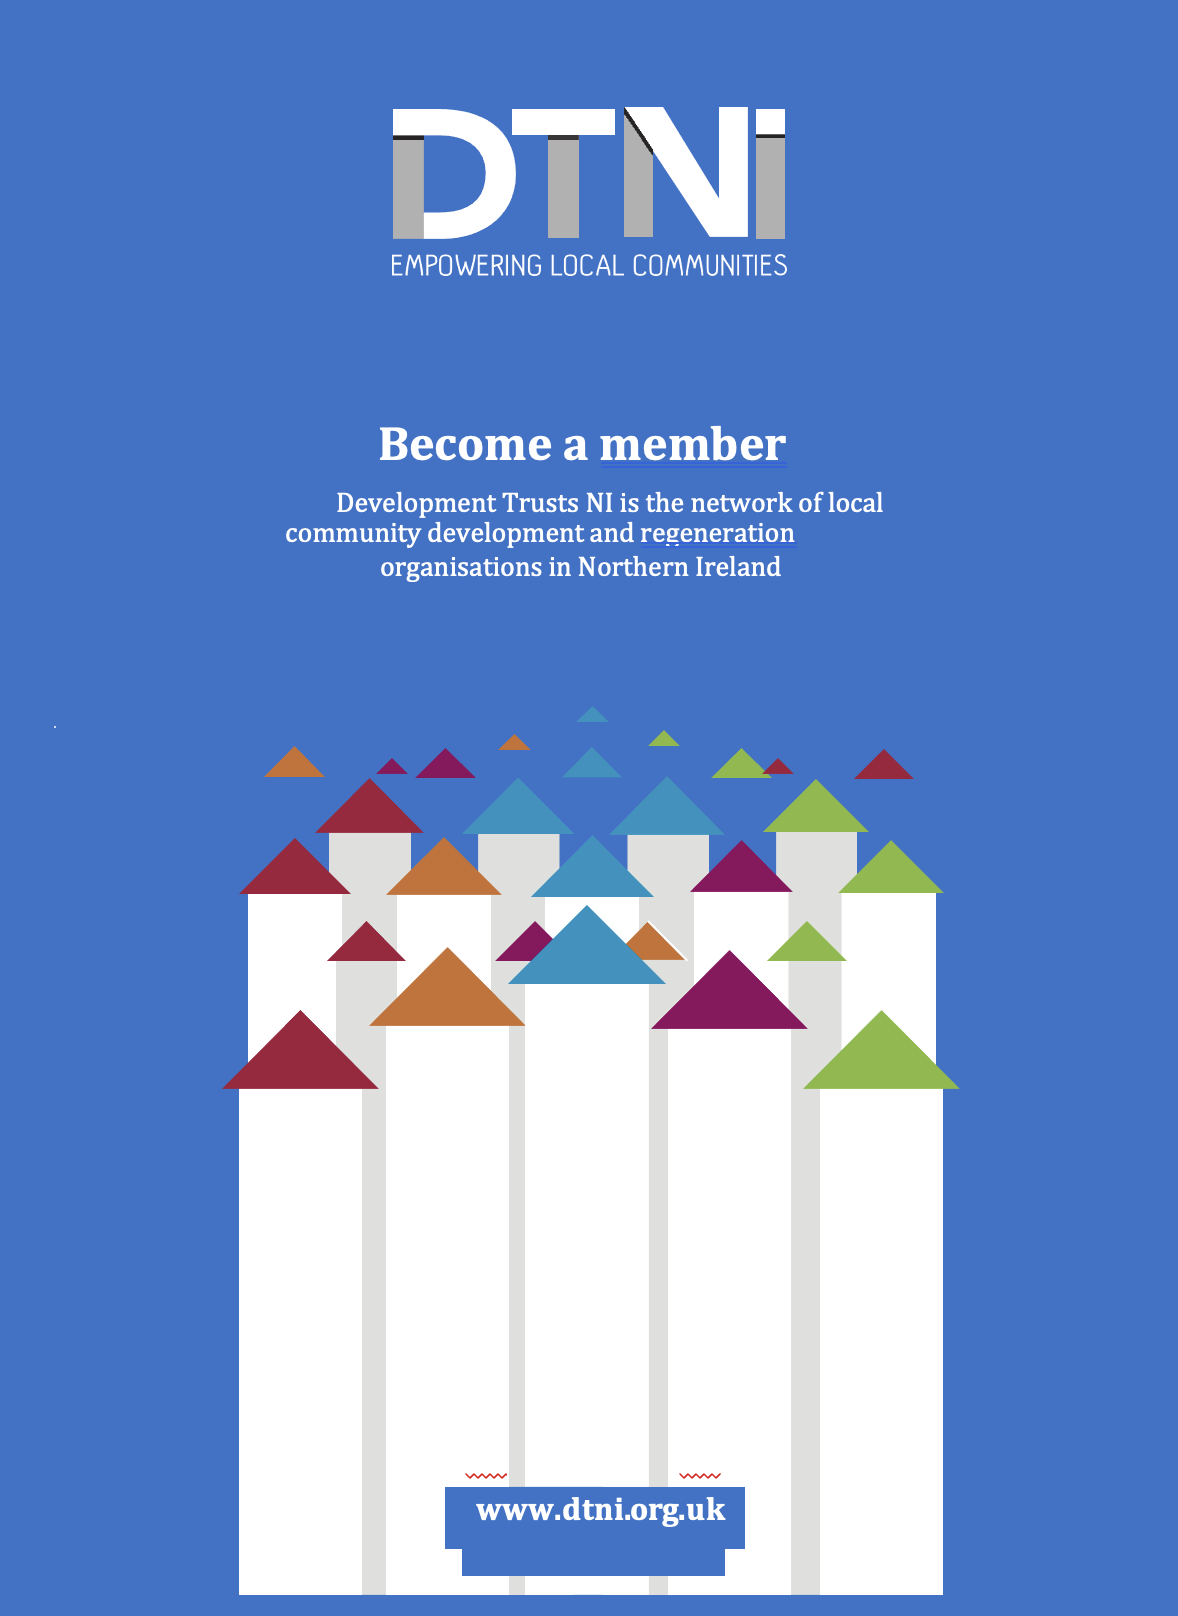 DTNi
EMPOWERING LOCAL COMMUNITIES
Become a member
Development Trusts NI is the network of local
community development and regeneration
organisations in Northern Ireland
www.dtni.org.uk